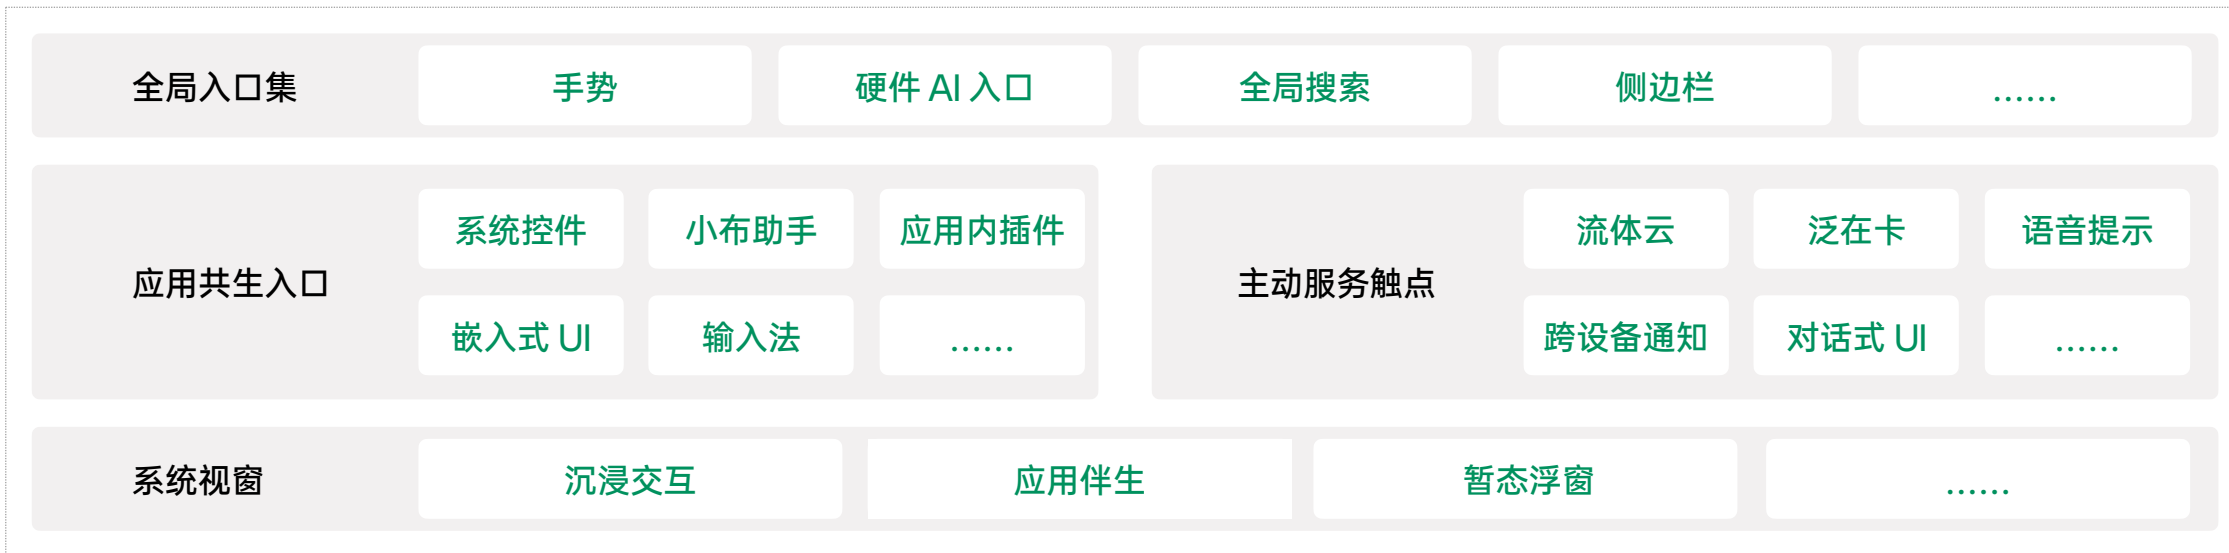 全局入口集 手势 硬件 AI 入口 全局搜索 侧边栏 ......
应用共生入口
系统控件 小布助手 应用内插件
嵌入式 UI 输入法 ......
主动服务触点
流体云 泛在卡 语音提示
跨设备通知 对话式 UI ......
系统视窗 沉浸交互 应用伴生 暂态浮窗 ......